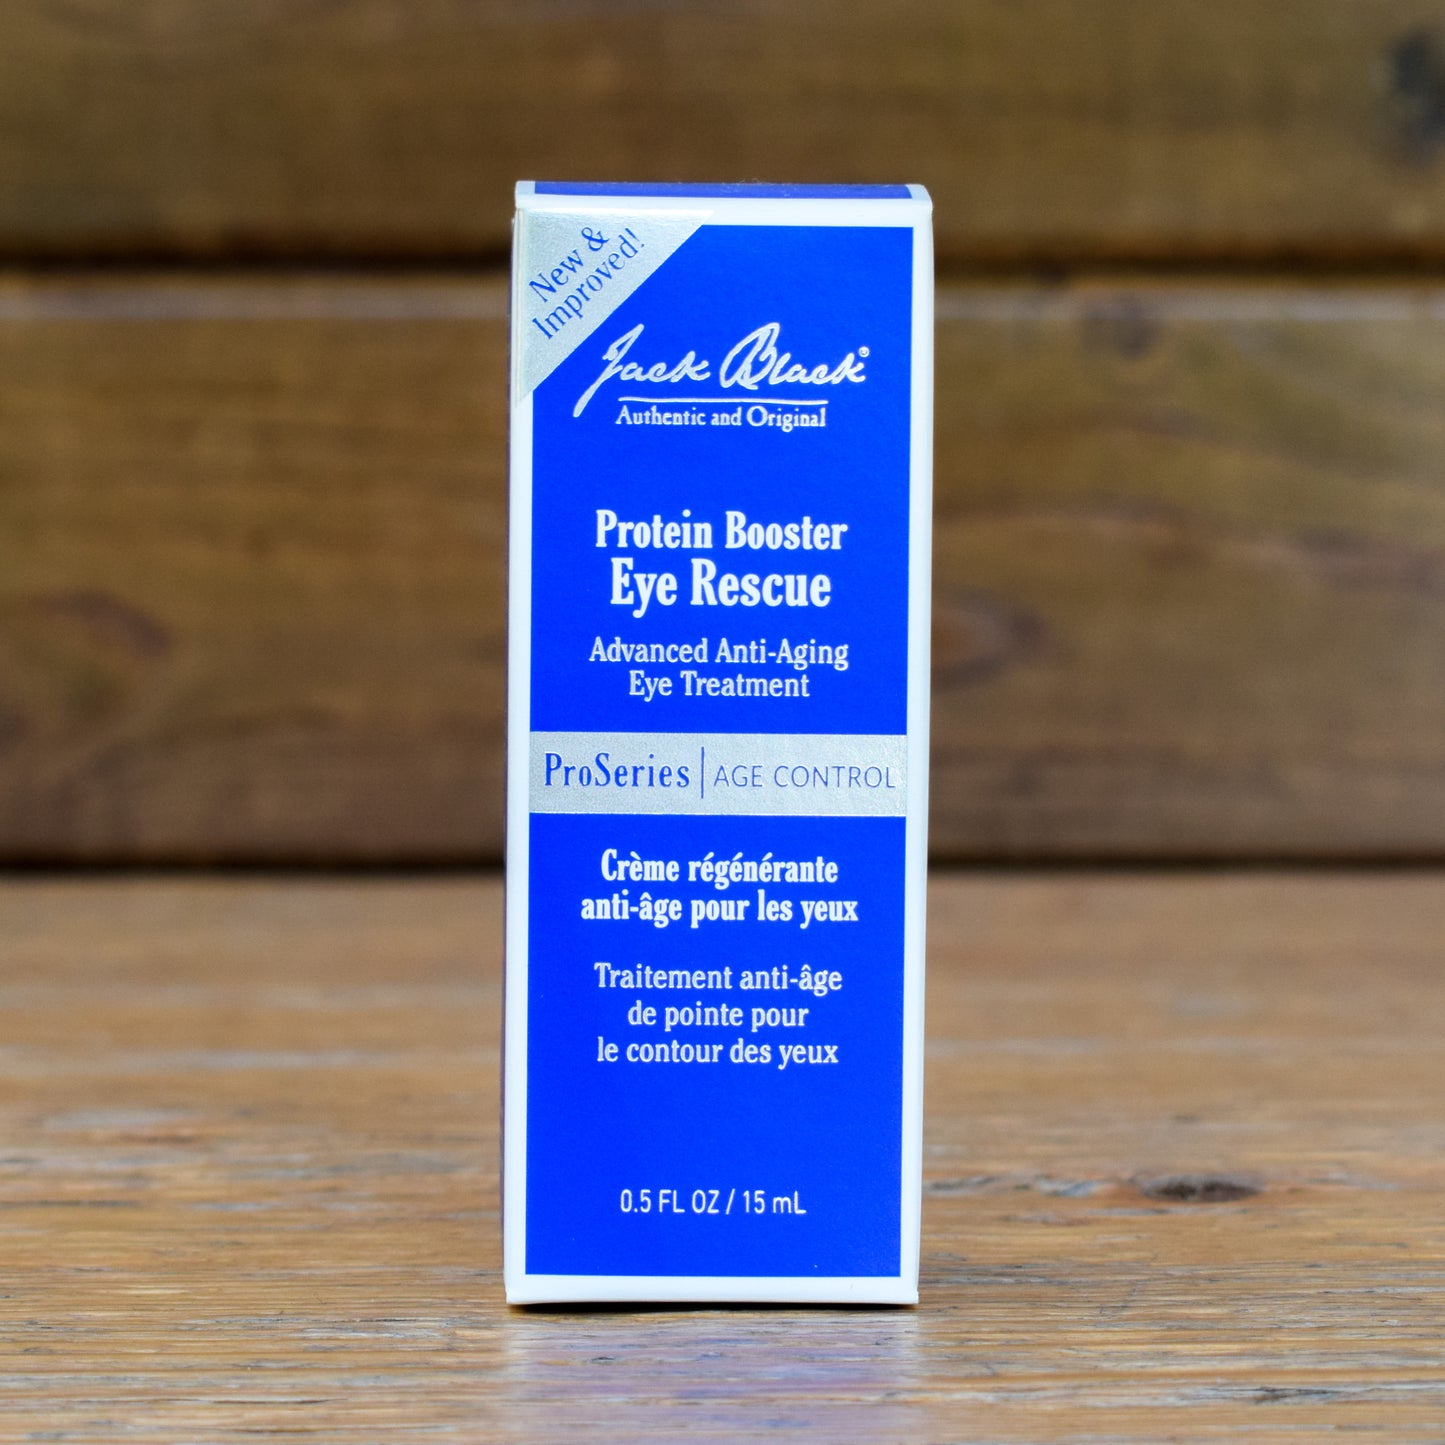 New &
Improved!
Jack Black®
Authentic and Original
Protein Booster
Eye Rescue
Advanced Anti-Aging
Eye Treatment
ProSeries | AGE CONTROL
Crème régénérante
anti-âge pour les yeux
Traitement anti-âge
de pointe pour
le contour des yeux
0.5 FL OZ / 15 mL